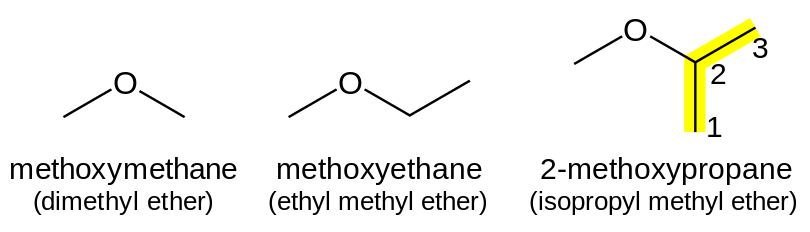 O
O
O
3
2
1
methoxymethane
(dimethyl ether)
methoxyethane
(ethyl methyl ether)
2-methoxypropane
(isopropyl methyl ether)